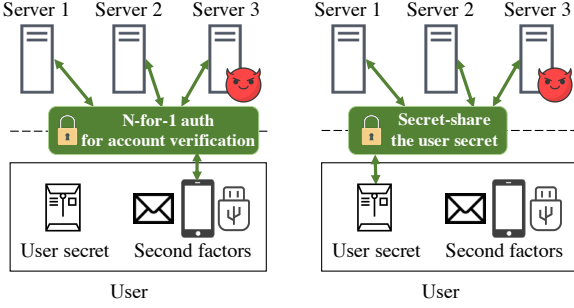 Server 1 Server 2 Server 3
N-for-1 auth
for account verification
User secret Second factors
User
Server 1 Server 2 Server 3
Secret-share
the user secret
User secret Second factors
User